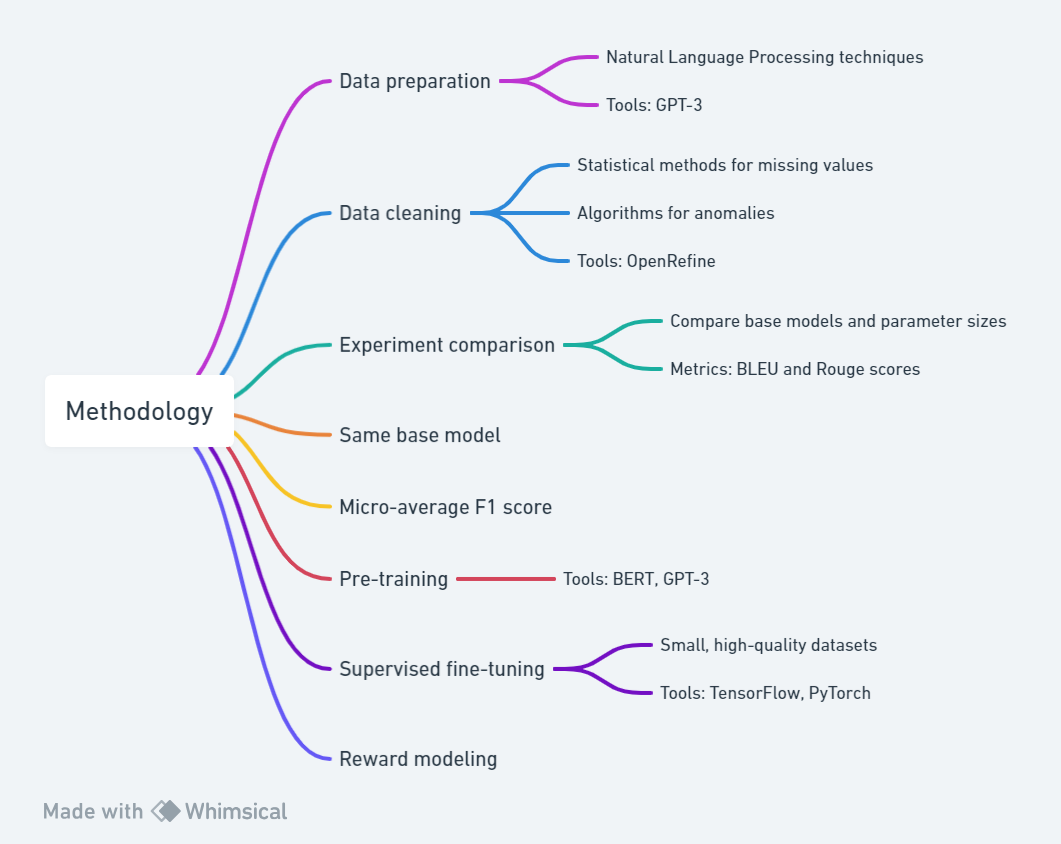 Methodology
Data preparation
Natural Language Processing techniques
Tools: GPT-3
Data cleaning
Statistical methods for missing values
Algorithms for anomalies
Tools: OpenRefine
Experiment comparison
Compare base models and parameter sizes
Metrics: BLEU and Rouge scores
Same base model
Micro-average F1 score
Pre-training
Tools: BERT, GPT-3
Supervised fine-tuning
Small, high-quality datasets
Tools: TensorFlow, PyTorch
Reward modeling
Made with Whimsical